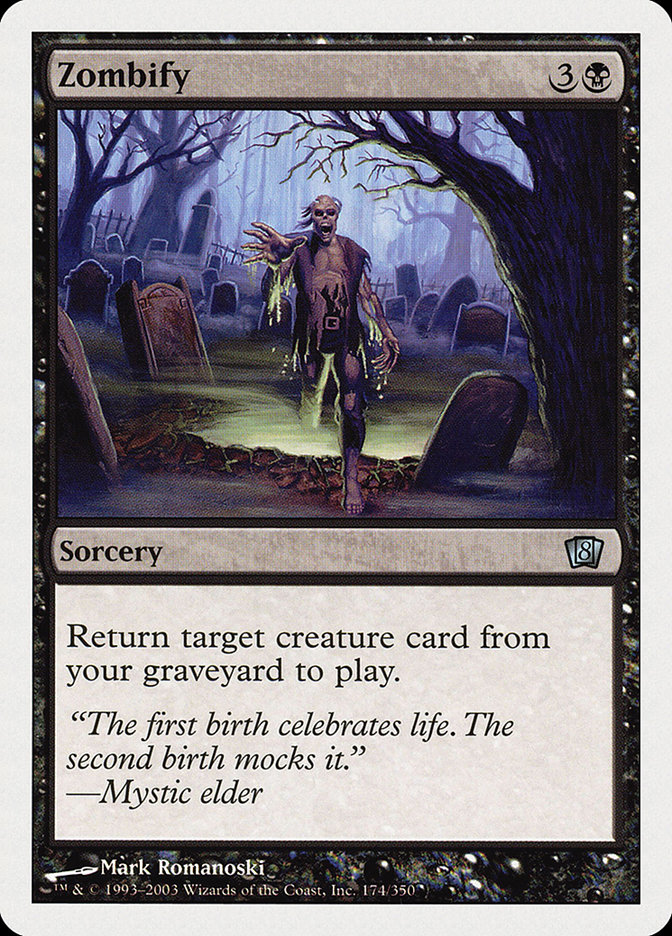 Zombify 3
Sorcery 8
Return target creature card from
your graveyard to play.
“The first birth celebrates life. The
second birth mocks it.”
—Mystic elder
Mark Romanoski
™ & © 1993–2003 Wizards of the Coast, Inc. 174/350